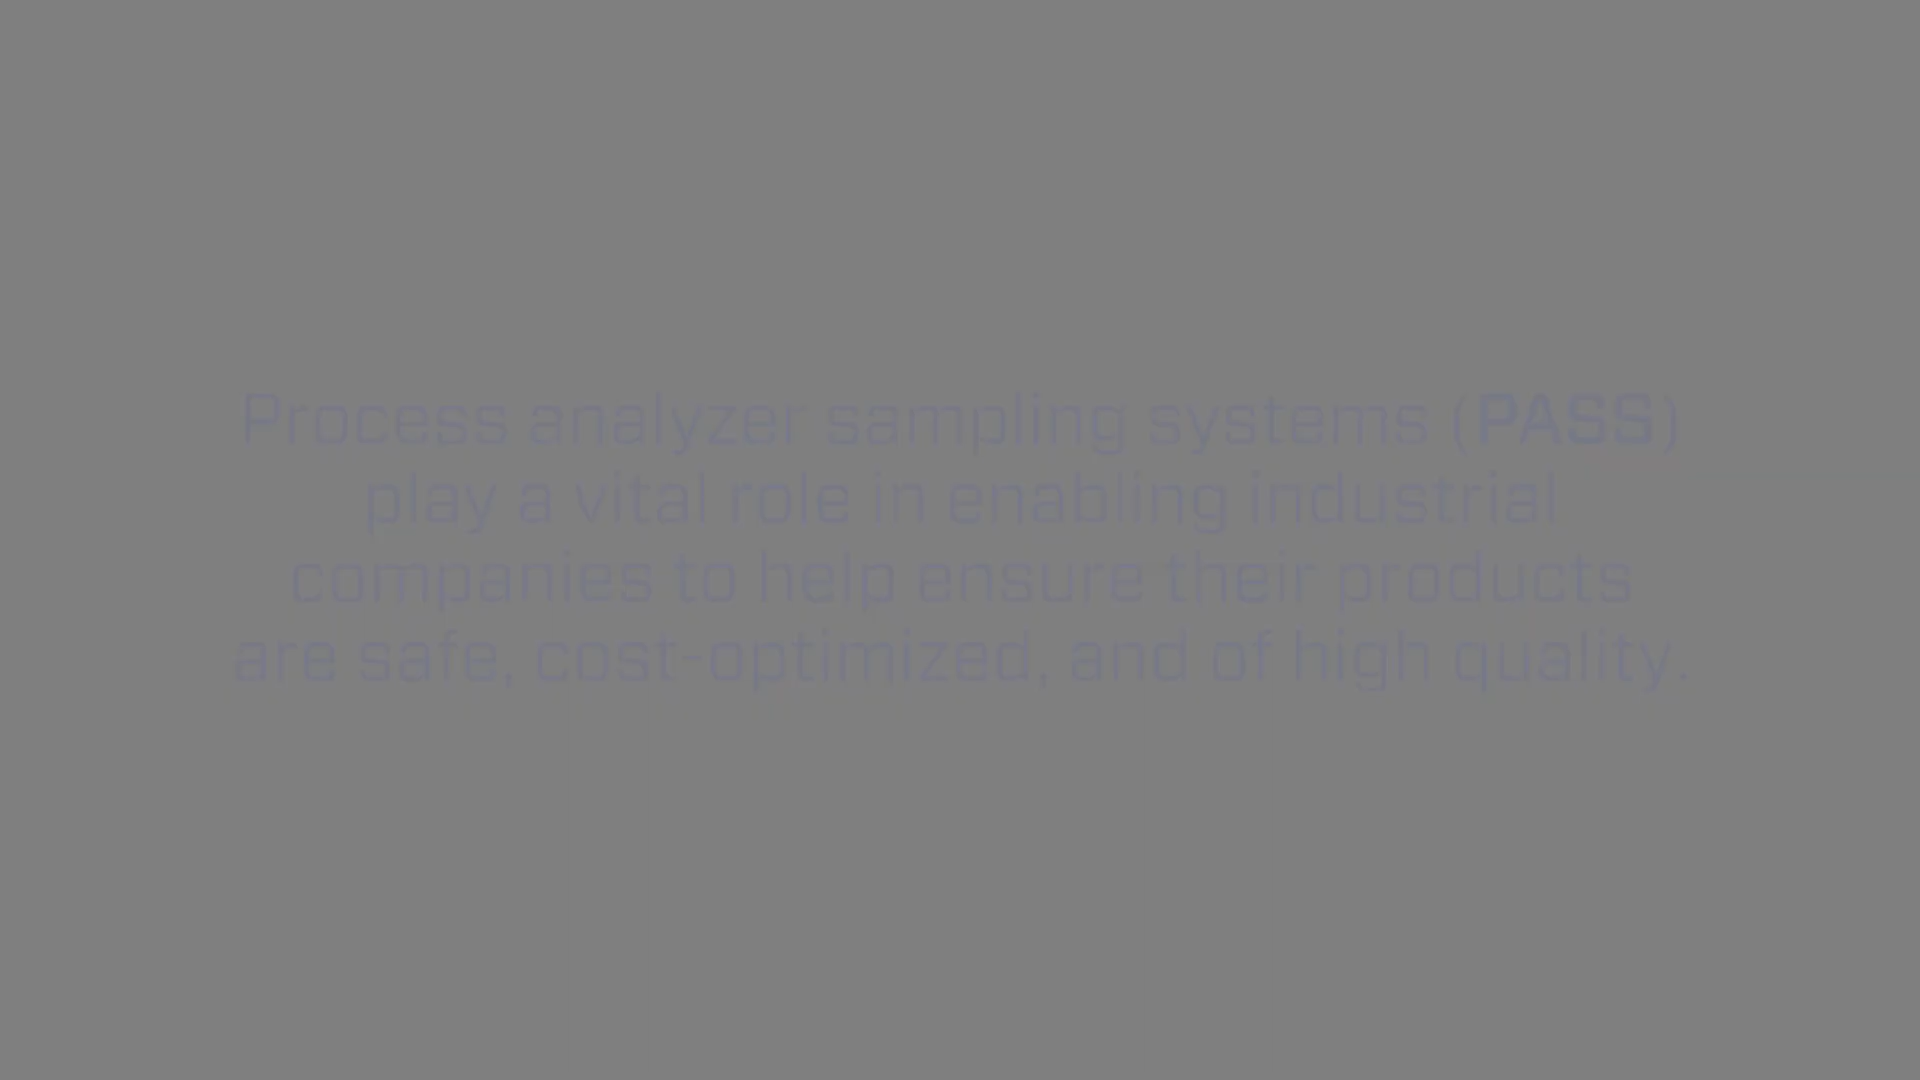 Process analyzer sampling systems (PASS)
play a vital role in enabling industrial
companies to help ensure their products
are safe, cost-optimized, and of high quality.